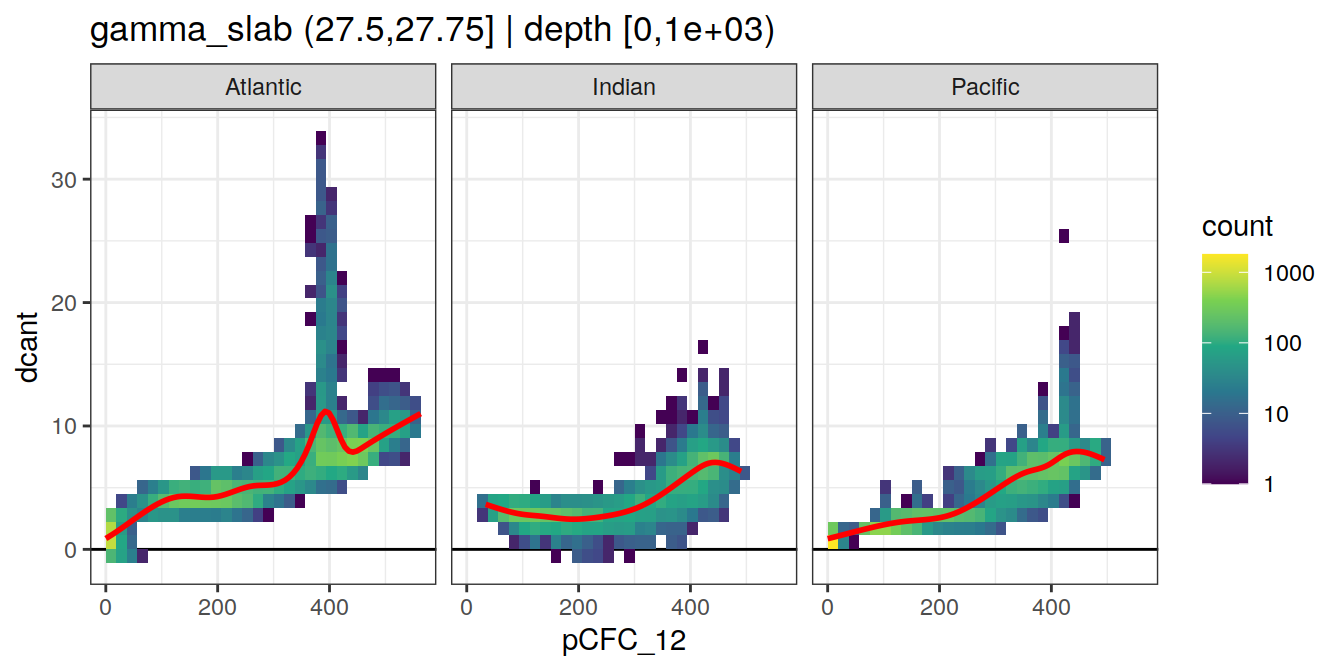 gamma_slab (27.5,27.75] | depth [0,1e+03)
Atlantic Indian Pacific
30
20
10
0
dcant
0 200 400 0 200 400 0 200 400
pCFC_12
count
1000
100
10
1